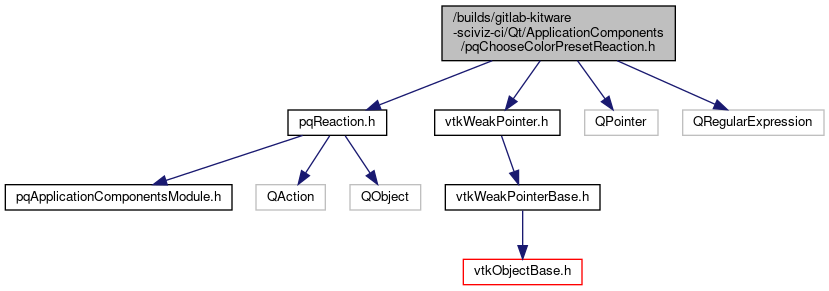 /builds/gitlab-kitware
-sciviz-ci/Qt/ApplicationComponents
/pqChooseColorPresetReaction.h
pqReaction.h
vtkWeakPointer.h
QPointer
QRegularExpression
pqApplicationComponentsModule.h
QAction
QObject
vtkWeakPointerBase.h
vtkObjectBase.h